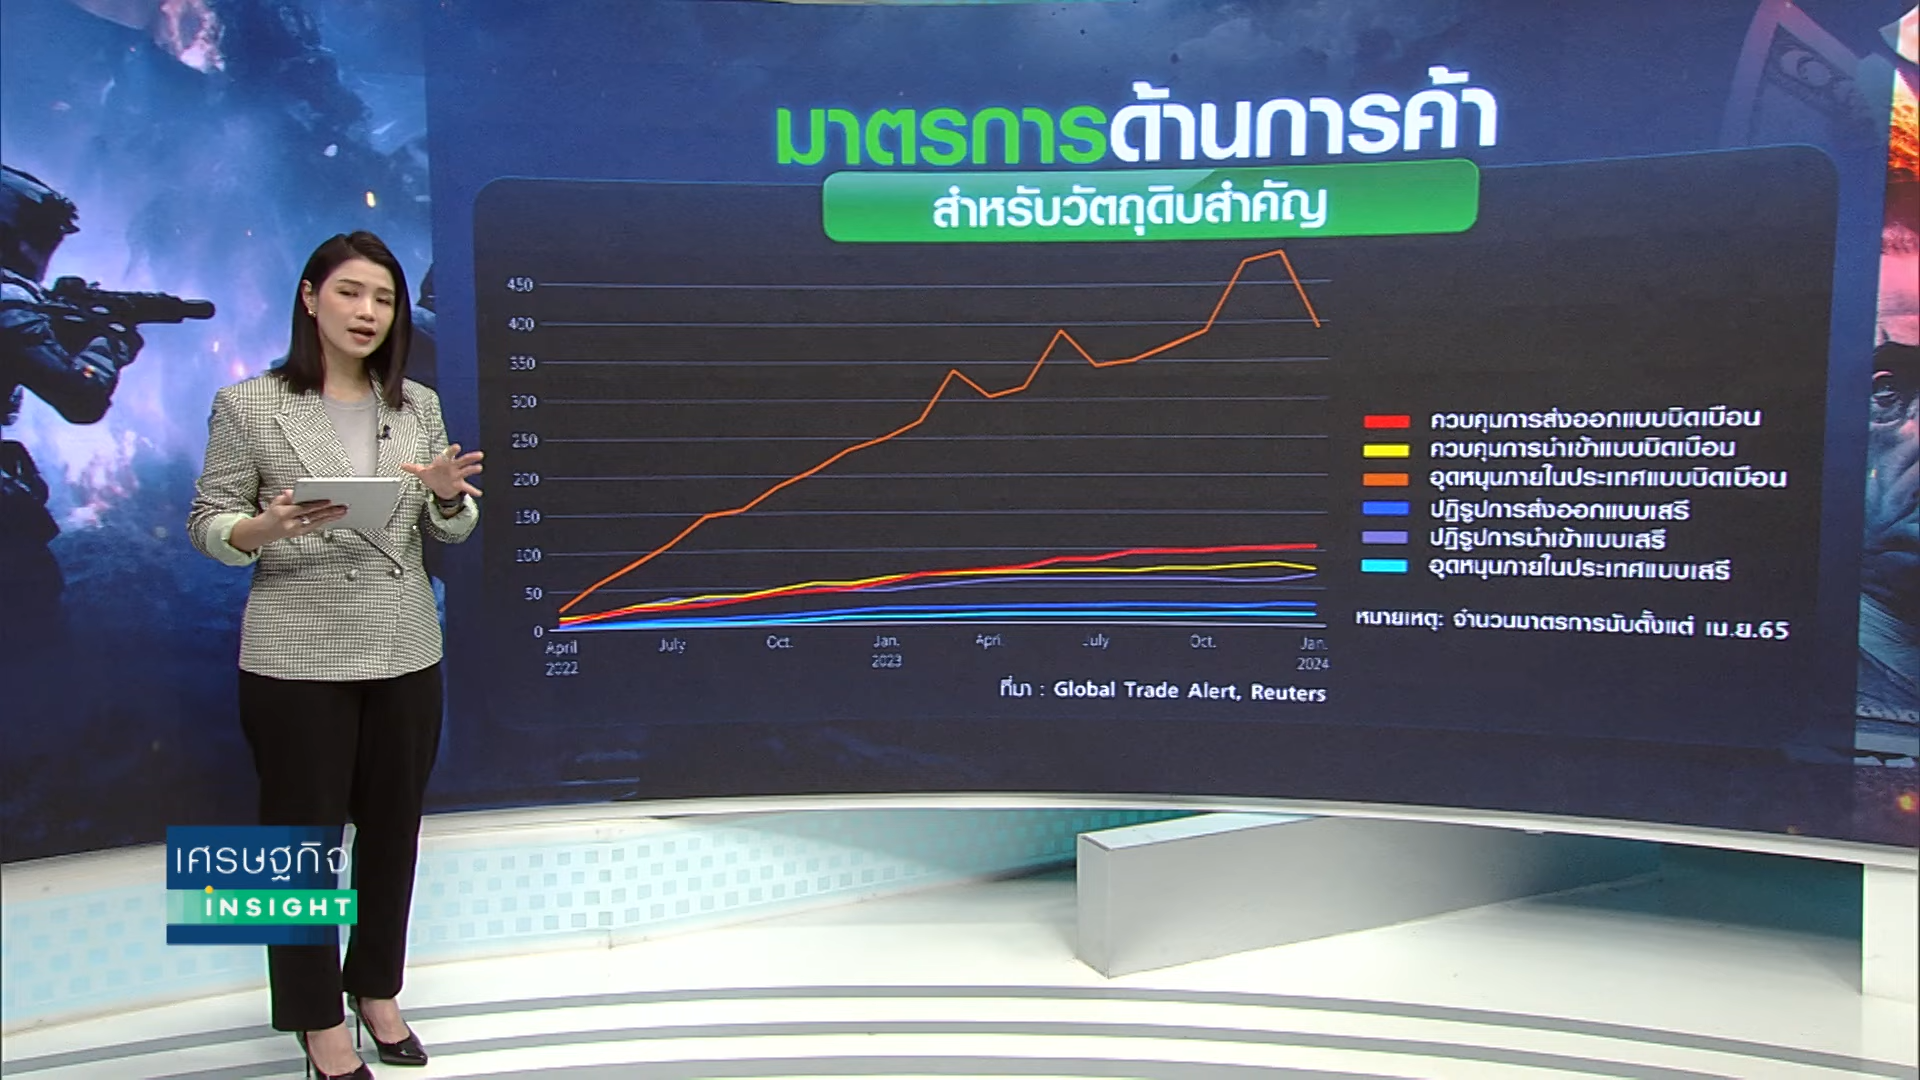 มาตรการด้านการค้า
สำหรับวัตถุดิบสำคัญ
450
400
350
300
250
200
150
100
50
0
April July Oct. Jan. April July Oct. Jan.
2022 2023 2024
ที่มา : Global Trade Alert, Reuters
ควบคุมการส่งออกแบบบิดเบือน
ควบคุมการนำเข้าแบบบิดเบือน
อุดหนุนภายในประเทศแบบบิดเบือน
ปฏิรูปการส่งออกแบบเสรี
ปฏิรูปการนำเข้าแบบเสรี
อุดหนุนภายในประเทศแบบเสรี
หมายเหตุ: จำนวนมาตรการนับตั้งแต่ เม.ย.65
เศรษฐกิจ
iNSIGHT